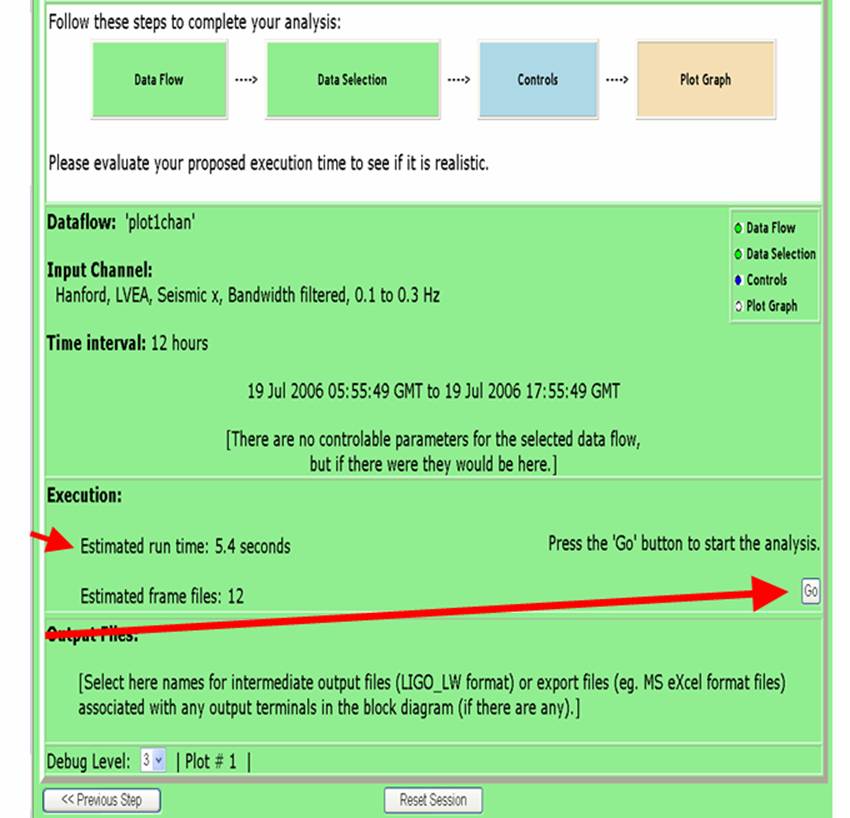 Follow these steps to complete your analysis:
Data Flow ----> Data Selection ----> Controls ----> Plot Graph
Please evaluate your proposed execution time to see if it is realistic.
Dataflow: 'plot1chan'
Data Flow
Data Selection
Controls
Plot Graph
Input Channel:
Hanford, LVEA, Seismic x, Bandwidth filtered, 0.1 to 0.3 Hz
Time interval: 12 hours
19 Jul 2006 05:55:49 GMT to 19 Jul 2006 17:55:49 GMT
[There are no controlable parameters for the selected data flow,
but if there were they would be here.]
Execution:
Estimated run time: 5.4 seconds
Press the 'Go' button to start the analysis.
Estimated frame files: 12
Go
Output Files:
[Select here names for intermediate output files (LIGO_LW format) or export files (eg. MS eXcel format files)
associated with any output terminals in the block diagram (if there are any).]
Debug Level: 3 | Plot # 1 |
<< Previous Step
Reset Session